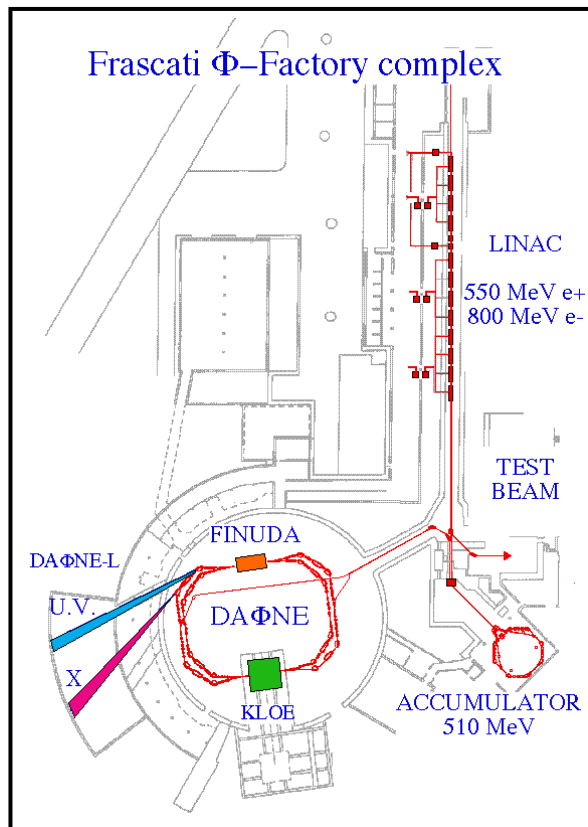 Frascati Φ–Factory complex
LINAC
550 MeV e+
800 MeV e-
TEST
BEAM
FINUDA
DAΦNE-L
U.V.
DAΦNE
X
KLOE
ACCUMULATOR
510 MeV